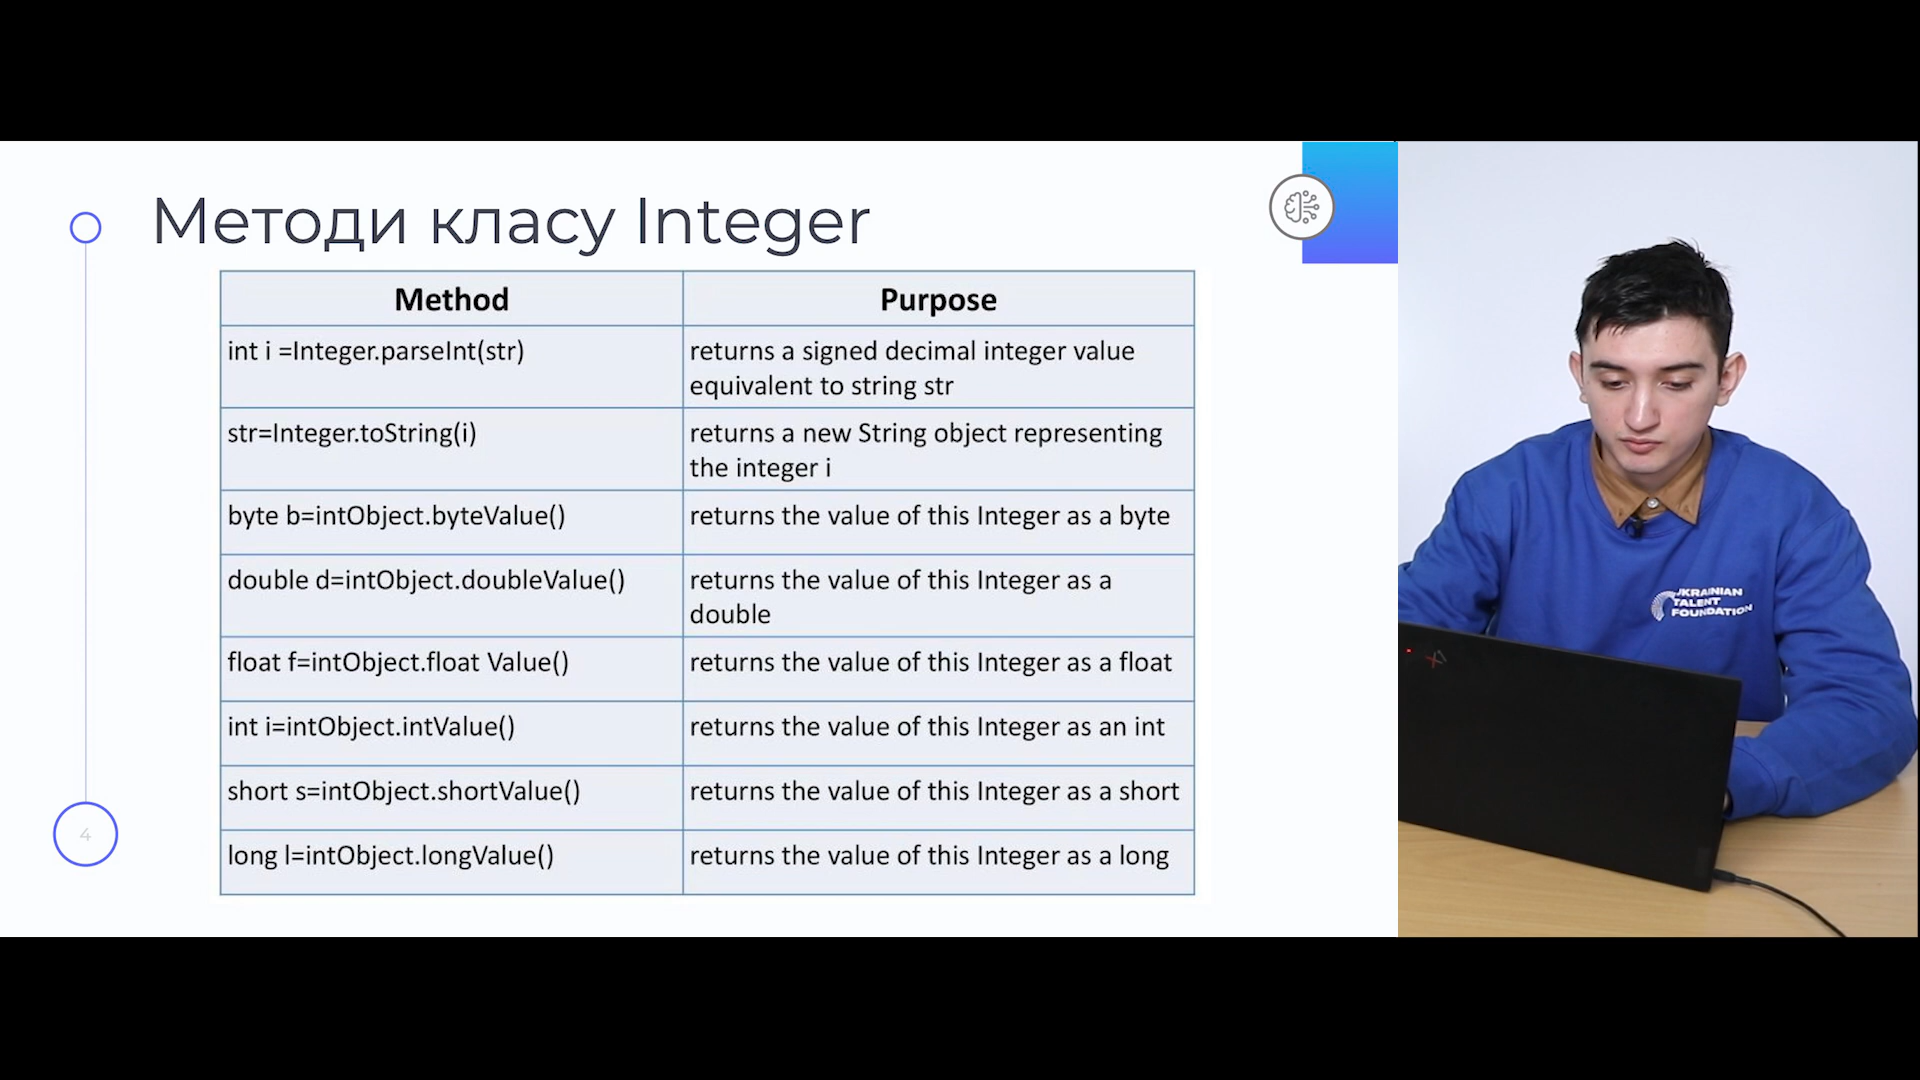 Методи класу Integer
Method
Purpose
int i =Integer.parseInt(str)
returns a signed decimal integer value
equivalent to string str
str=Integer.toString(i)
returns a new String object representing
the integer i
byte b=intObject.byteValue()
returns the value of this Integer as a byte
double d=intObject.doubleValue()
returns the value of this Integer as a
double
float f=intObject.float Value()
returns the value of this Integer as a float
int i=intObject.intValue()
returns the value of this Integer as an int
short s=intObject.shortValue()
returns the value of this Integer as a short
long l=intObject.longValue()
returns the value of this Integer as a long
4
UKRAINIAN
TALENT
FOUNDATION